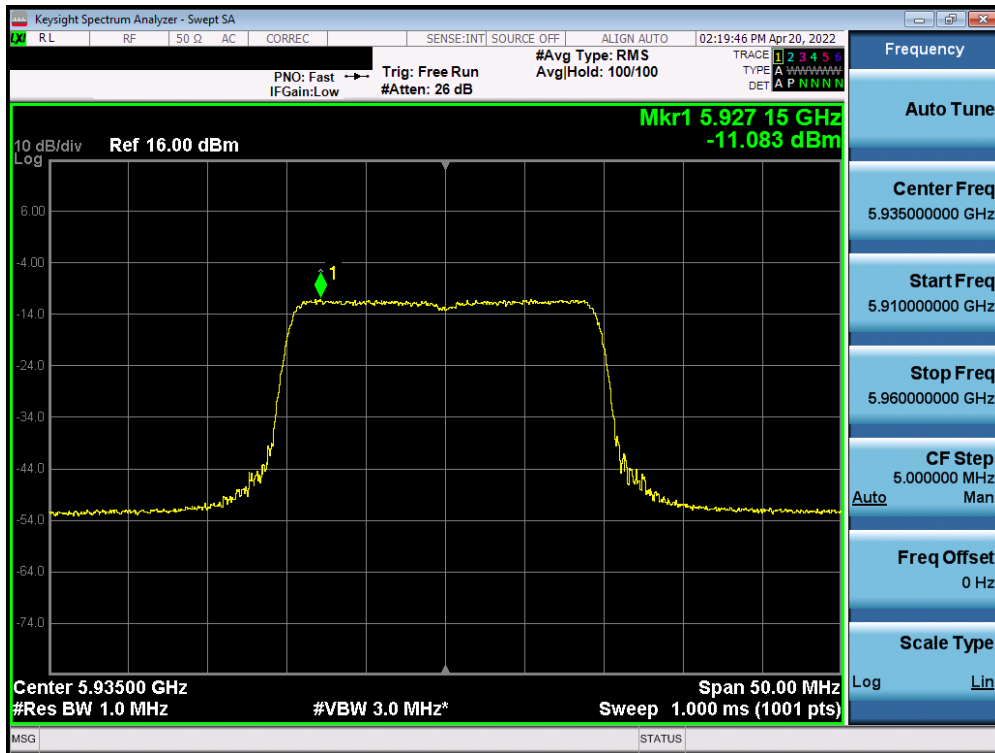 Keysight Spectrum Analyzer - Swept SA
LXI RL RF 50 Ω AC CORREC SENSE:INT SOURCE OFF ALIGN AUTO 02:19:46 PM Apr 20, 2022
#Avg Type: RMS TRACE 1 2 3 4 5 6
PNO: Fast Trig: Free Run Avg|Hold: 100/100 TYPE A WWWWW
IFGain:Low #Atten: 26 dB DET A P N N N N
Mkr1 5.927 15 GHz
10 dB/div Ref 16.00 dBm -11.083 dBm
Log
6.00
-4.00
1
-14.0
-24.0
-34.0
-44.0
-54.0
-64.0
-74.0
Center 5.93500 GHz Span 50.00 MHz
#Res BW 1.0 MHz #VBW 3.0 MHz* Sweep 1.000 ms (1001 pts)
MSG STATUS
Frequency
Auto Tune
Center Freq
5.935000000 GHz
Start Freq
5.910000000 GHz
Stop Freq
5.960000000 GHz
CF Step
5.000000 MHz
Auto Man
Freq Offset
0 Hz
Scale Type
Log Lin